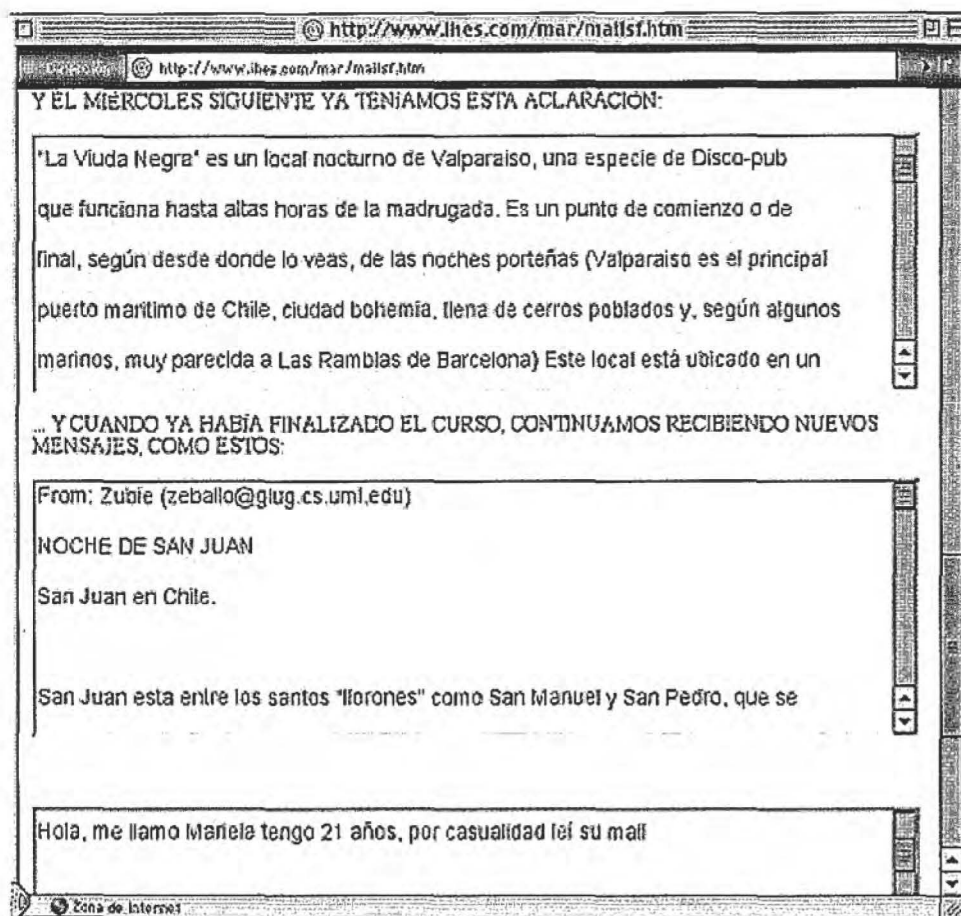 http://www.lhes.com/mar/mailsf.htm
http://www.lhes.com/mar/mailsf.htm
Y EL MIÉRCOLES SIGUIENTE YA TENÍAMOS ESTA ACLARACIÓN:
"La Viuda Negra" es un local nocturno de Valparaiso, una especie de Disco-pub
que funciona hasta altas horas de la madrugada. Es un punto de comienzo o de
final, según desde donde lo veas, de las noches porteñas (Valparaiso es el principal
puerto marítimo de Chile, ciudad bohemia, llena de cerros poblados y, según algunos
marinos, muy parecida a Las Ramblas de Barcelona) Este local está ubicado en un
... Y CUANDO YA HABÍA FINALIZADO EL CURSO, CONTINUAMOS RECIBIENDO NUEVOS
MENSAJES, COMO ESTOS:
From: Zubie (zeballo@glug.cs.uml.edu)
NOCHE DE SAN JUAN
San Juan en Chile.
San Juan esta entre los santos "llorones" como San Manuel y San Pedro, que se
Hola, me llamo Mariela tengo 21 años, por casualidad leí su mail
Zona de Internet